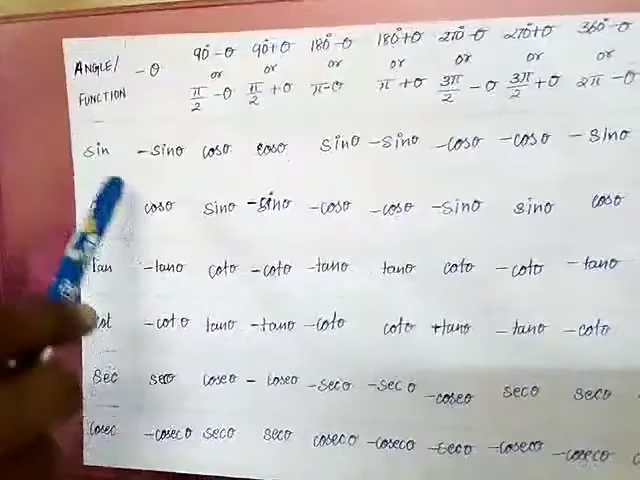 ANGLE/ FUNCTION -θ 90°-θ or π/2 -θ 90°+θ or π/2 +θ 180°-θ or π-θ 180°+θ or π+θ 270°-θ or 3π/2 -θ 270°+θ or 3π/2 +θ 360°-θ or 2π-θ
sin -sinθ cosθ cosθ sinθ -sinθ -cosθ -cosθ -sinθ
cosθ sinθ -sinθ -cosθ -cosθ -sinθ sinθ cosθ
tan -tanθ cotθ -cotθ -tanθ tanθ cotθ -cotθ -tanθ
cot -cotθ tanθ -tanθ -cotθ cotθ +tanθ -tanθ -cotθ
sec secθ cosecθ -cosecθ -secθ -secθ -cosecθ secθ secθ
cosec -cosecθ secθ secθ cosecθ -cosecθ -secθ -cosecθ -cosecθ